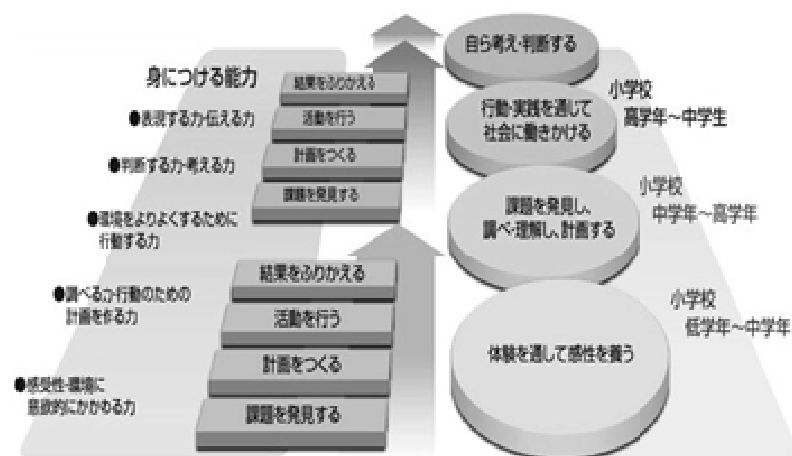 身につける能力
●表現する力・伝える力
●判断する力・考える力
●環境をよりよくするために
行動する力
●調べる力・行動のための
計画を作る力
●感受性・環境に
意欲的にかかわる力
結果をふりかえる
活動を行う
計画をつくる
課題を発見する
結果をふりかえる
活動を行う
計画をつくる
課題を発見する
自ら考え・判断する
行動・実践を通じて
社会に働きかける
課題を発見し、
調べ・理解し、計画する
体験を通して感性を養う
小学校
高学年～中学生
小学校
中学年～高学年
小学校
低学年～中学年